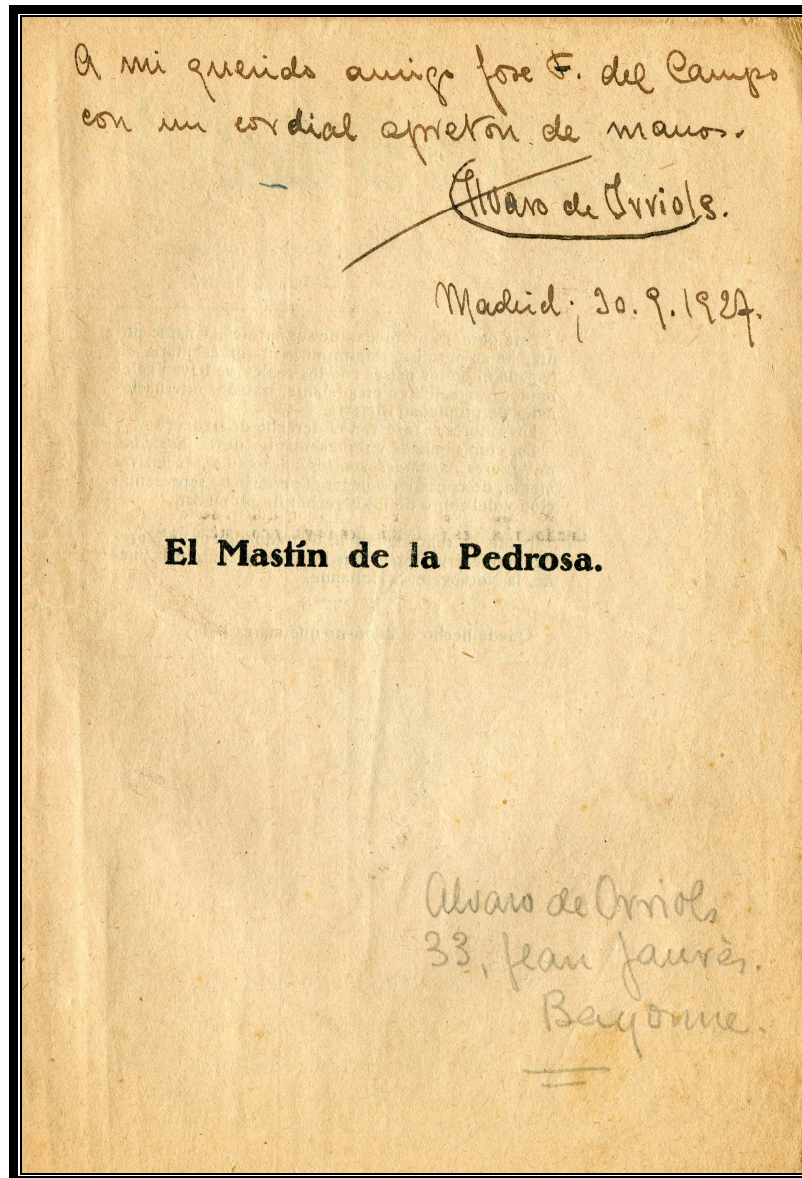 A mi querido amigo Jose F. del Campo
con un cordial apreton de manos.
Alvaro de Orriols.
Madrid; 30. 9. 1927.
El Mastín de la Pedrosa.
Alvaro de Orriols
33, Jean Jaurès.
Bayonne.